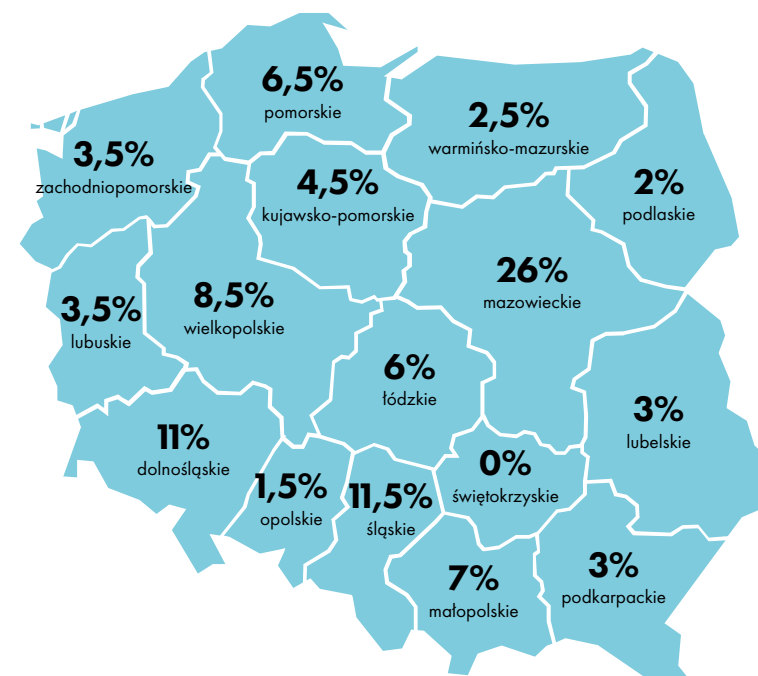 6,5%
pomorskie
2,5%
warmińsko-mazurskie
3,5%
zachodniopomorskie
4,5%
kujawsko-pomorskie
2%
podlaskie
26%
mazowieckie
8,5%
wielkopolskie
3,5%
lubuskie
6%
łódzkie
3%
lubelskie
11%
dolnośląskie
1,5%
opolskie
11,5%
śląskie
0%
świętokrzyskie
7%
małopolskie
3%
podkarpackie